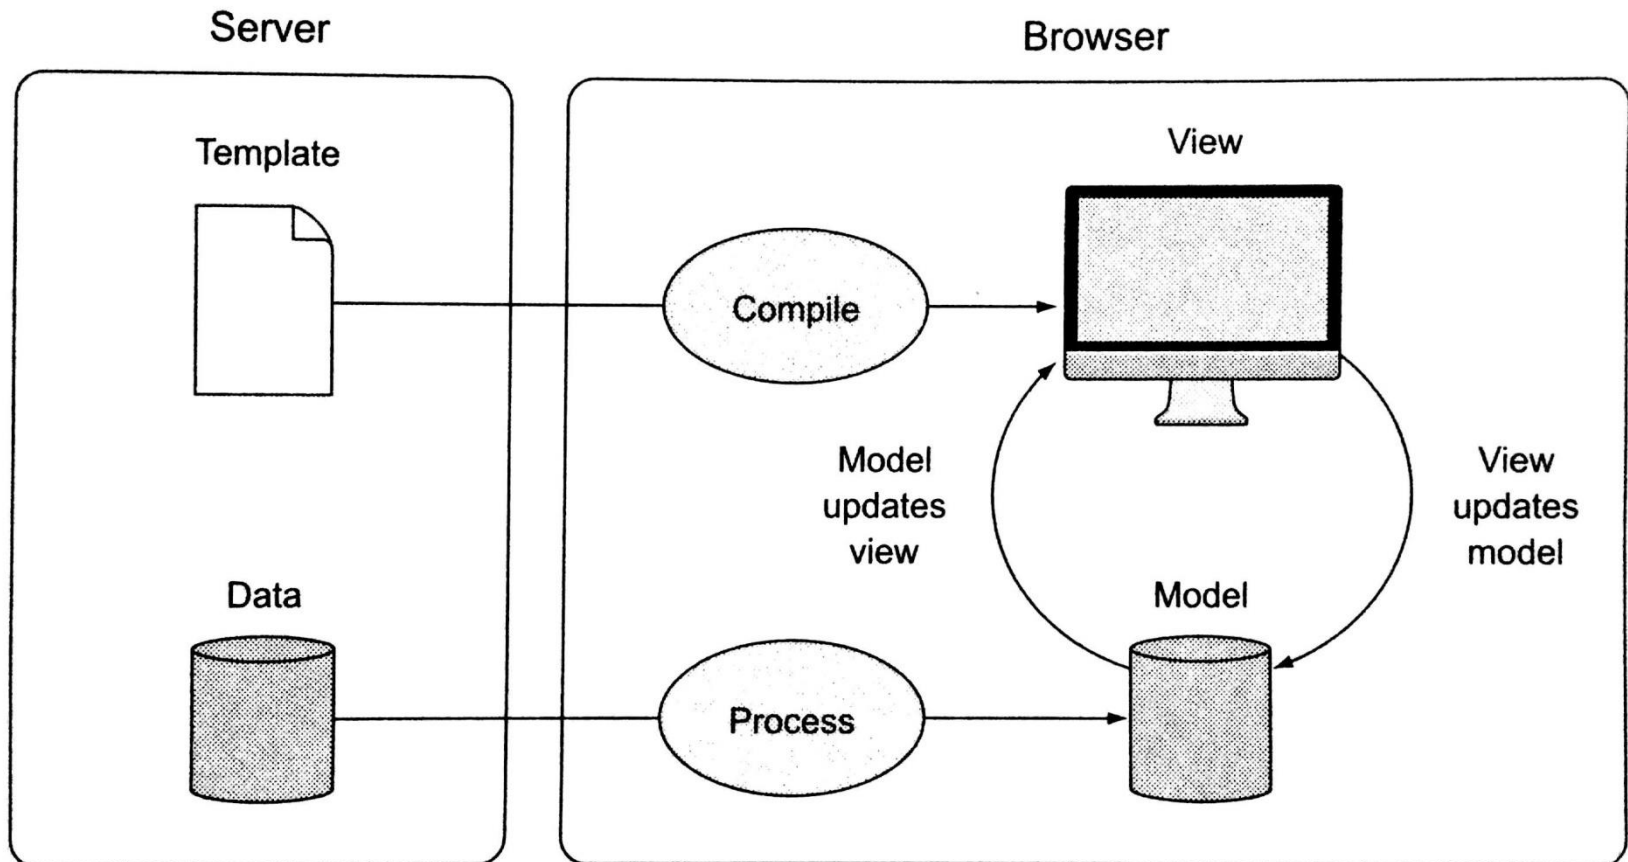 Server
Browser
Template
View
Compile
Model
updates
view
View
updates
model
Data
Model
Process